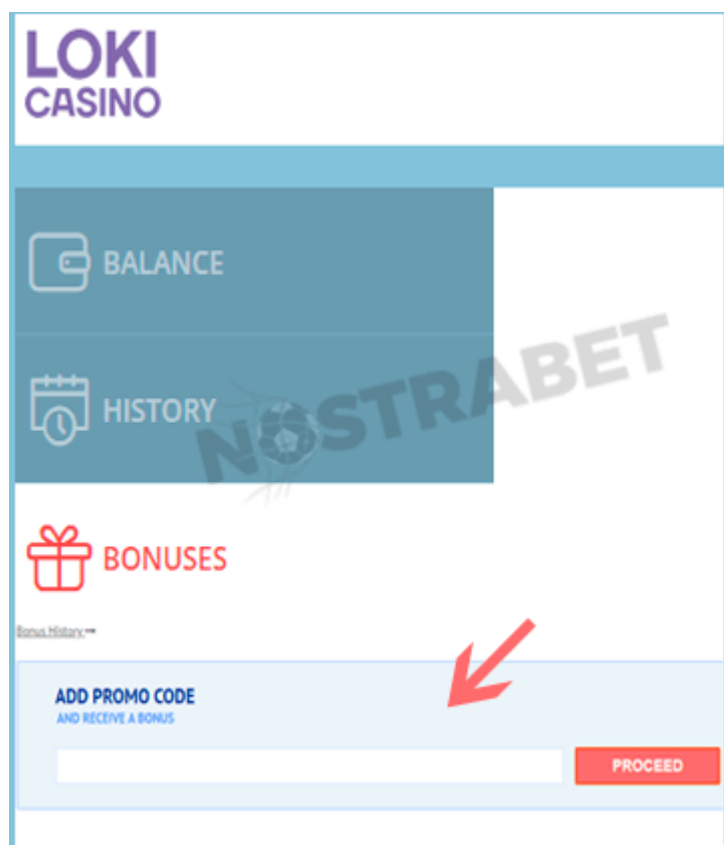 LOKI
CASINO
BALANCE
HISTORY
NOSTRABET
BONUSES
Bonus History
ADD PROMO CODE
AND RECEIVE A BONUS
PROCEED